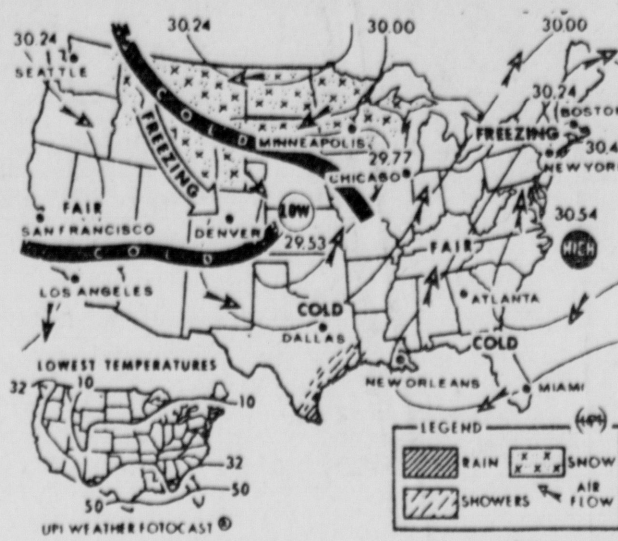 30.24
30.24
30.00
30.00
SEATTLE
30.24
(BOSTON
COLD
FREEZING
MINNEAPOLIS
29.77
CHICAGO
FREEZING
30.4
NEW YORK
FAIR
SAN FRANCISCO
DENVER
LOW
29.53
FAIR
30.54
HIGH
COLD
LOS ANGELES
COLD
DALLAS
ATLANTA
COLD
NEW ORLEANS
MIAMI
LOWEST TEMPERATURES
32
10
10
32
50
50
UPI WEATHER FOTOCAST ®
LEGEND
RAIN
SNOW
SHOWERS
AIR
FLOW